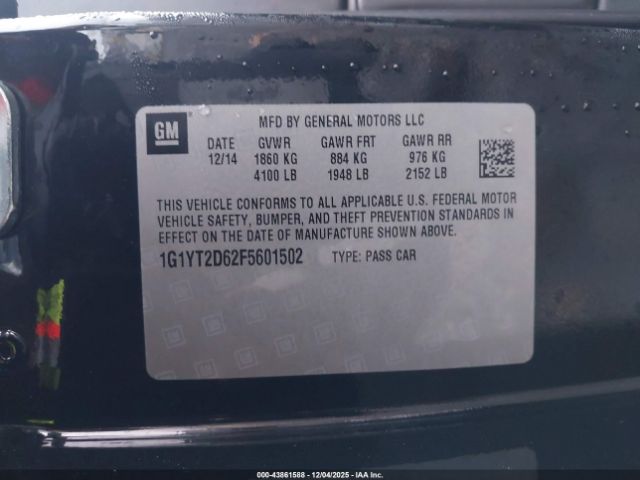 GM
MFD BY GENERAL MOTORS LLC
DATE GVWR GAWR FRT GAWR RR
12/14 1860 KG 884 KG 976 KG
4100 LB 1948 LB 2152 LB
THIS VEHICLE CONFORMS TO ALL APPLICABLE U.S. FEDERAL MOTOR
VEHICLE SAFETY, BUMPER, AND THEFT PREVENTION STANDARDS IN
EFFECT ON THE DATE OF MANUFACTURE SHOWN ABOVE.
1G1YT2D62F5601502 TYPE: PASS CAR
000-43861588 - 12/04/2025 - IAAI.COM